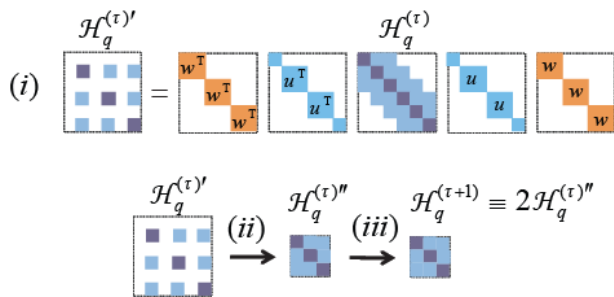 ℋ_q^{(τ)′} ℋ_q^{(τ)}
(i) = w^T w^T w^T u^T u^T u u w w w
ℋ_q^{(τ)′} (ii) ℋ_q^{(τ)″} (iii) ℋ_q^{(τ+1)} ≡ 2ℋ_q^{(τ)″}